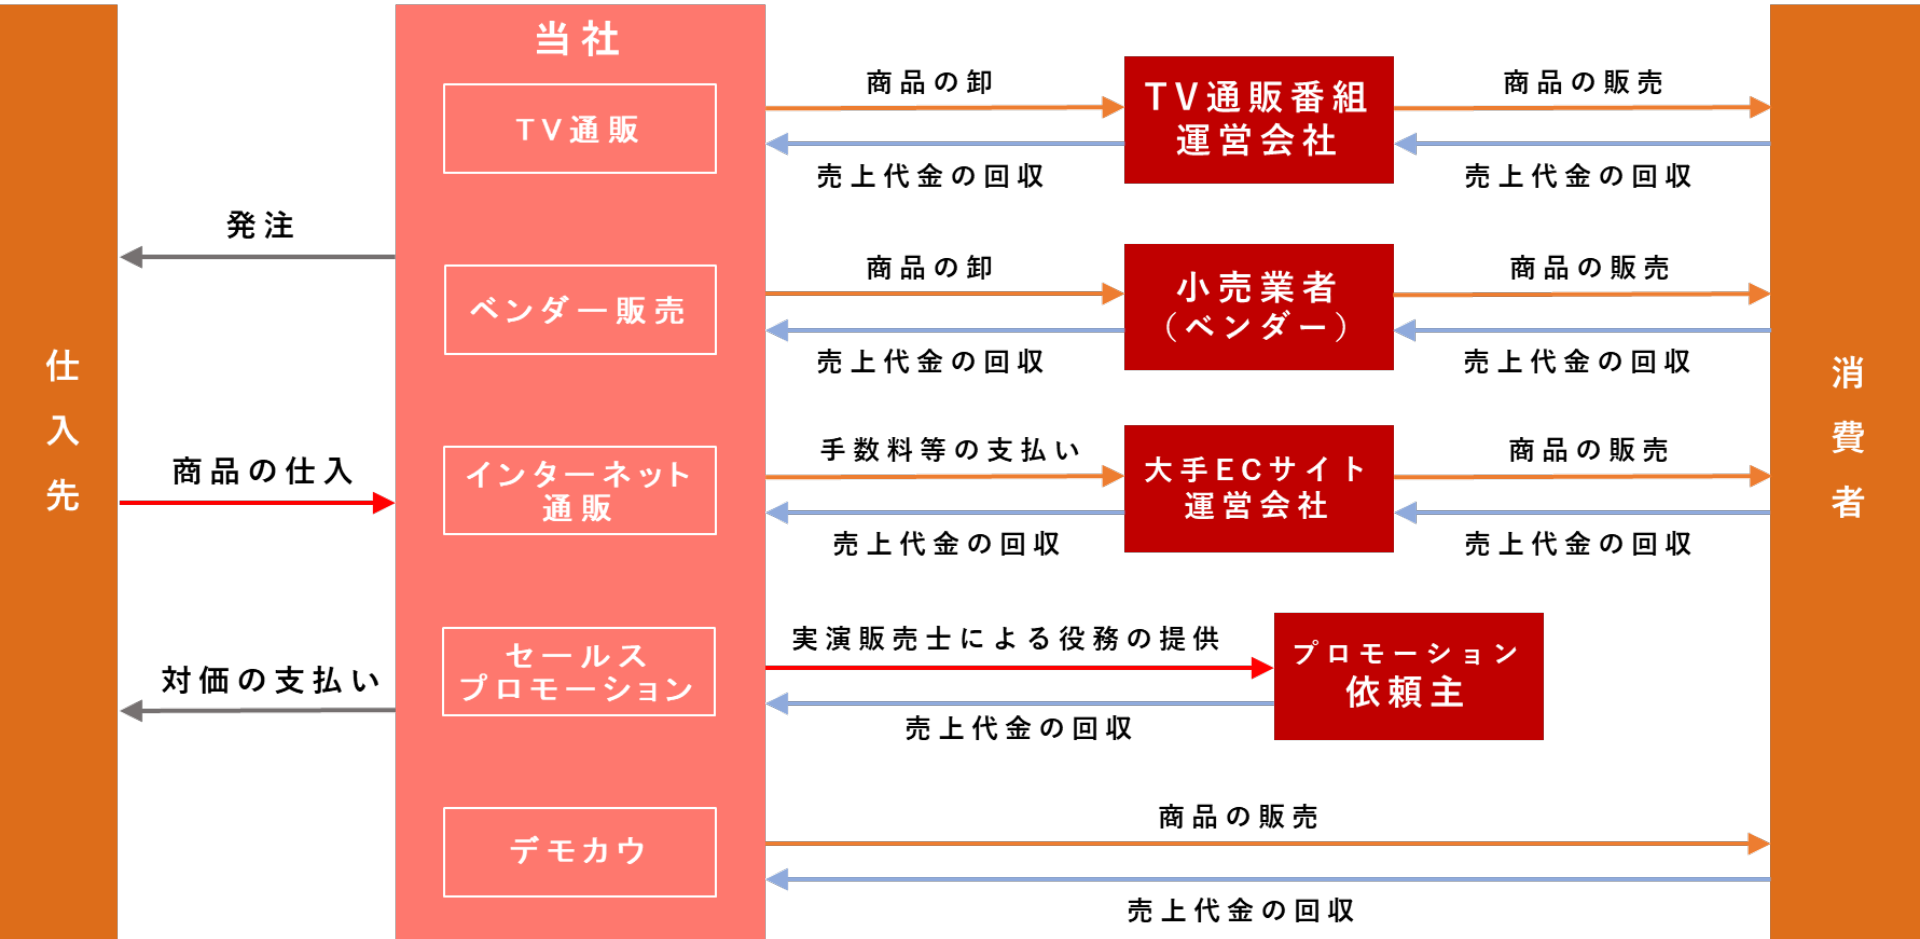 仕入先
発注
商品の仕入
対価の支払い
当社
TV通販
ベンダー販売
インターネット
通販
セールス
プロモーション
デモカウ
商品の卸
売上代金の回収
TV通販番組
運営会社
商品の販売
売上代金の回収
商品の卸
売上代金の回収
小売業者
（ベンダー）
商品の販売
売上代金の回収
手数料等の支払い
売上代金の回収
大手ECサイト
運営会社
商品の販売
売上代金の回収
実演販売士による役務の提供
売上代金の回収
プロモーション
依頼主
商品の販売
売上代金の回収
消費者